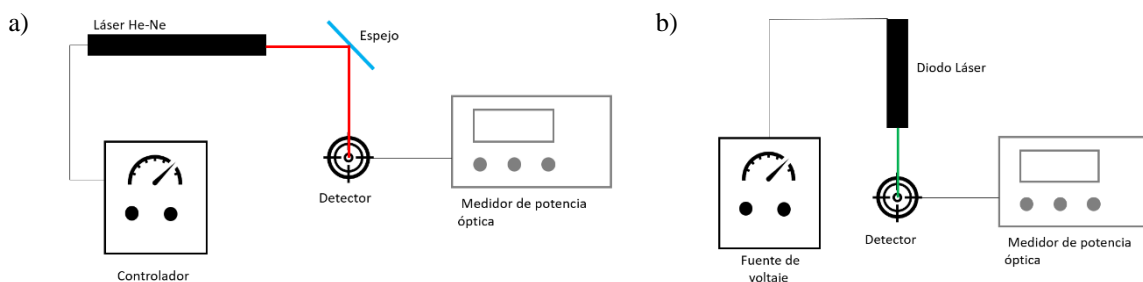 a)
Láser He-Ne
Espejo
Detector
Medidor de potencia
óptica
Controlador
b)
Diodo Láser
Detector
Medidor de potencia
óptica
Fuente de
voltaje